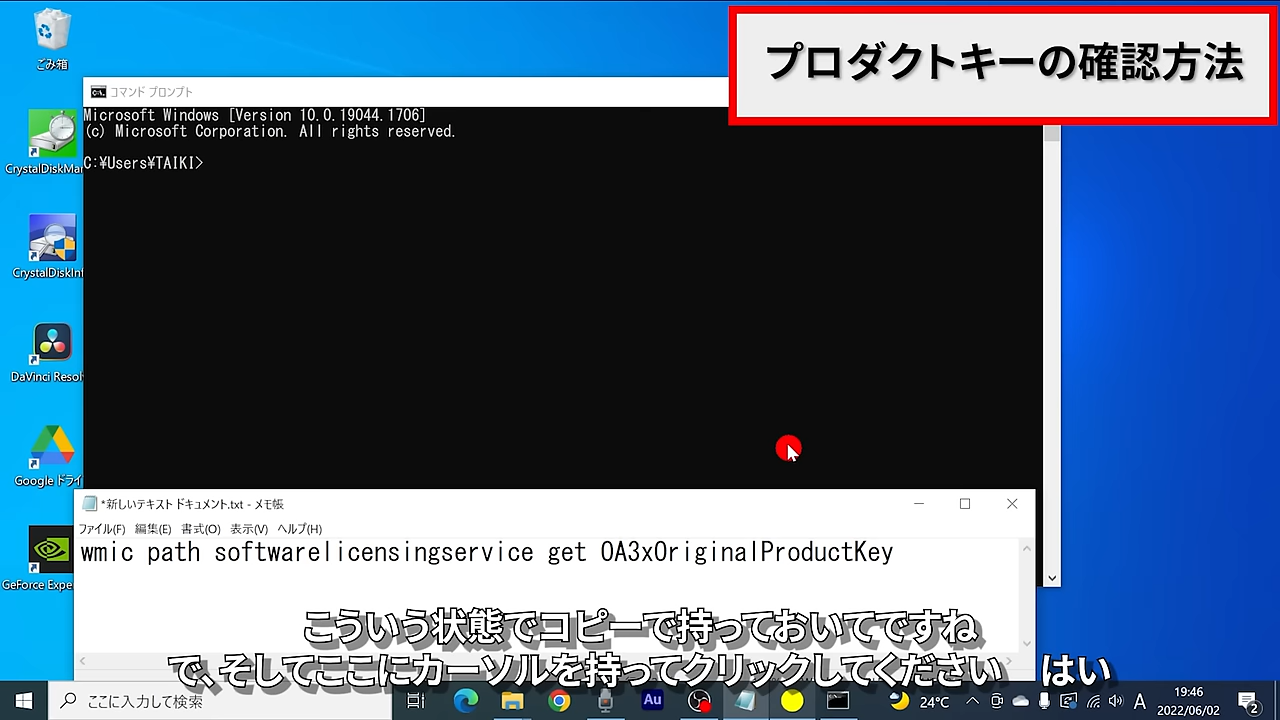 プロダクトキーの確認方法
ごみ箱
コマンド プロンプト
Microsoft Windows [Version 10.0.19044.1706]
(c) Microsoft Corporation. All rights reserved.
C:¥Users¥TAIKI>
CrystalDiskMar
CrystalDiskInf
DaVinci Resol
Google ドライ
GeForce Expe
*新しいテキスト ドキュメント.txt - メモ帳
ファイル(F) 編集(E) 書式(O) 表示(V) ヘルプ(H)
wmic path softwarelicensingservice get OA3xOriginalProductKey
こういう状態でコピーで持っておいてですね
で、そしてここにカーソルを持ってクリックしてください はい
ここに入力して検索
Au
24℃
A
19:46
2022/06/02
2